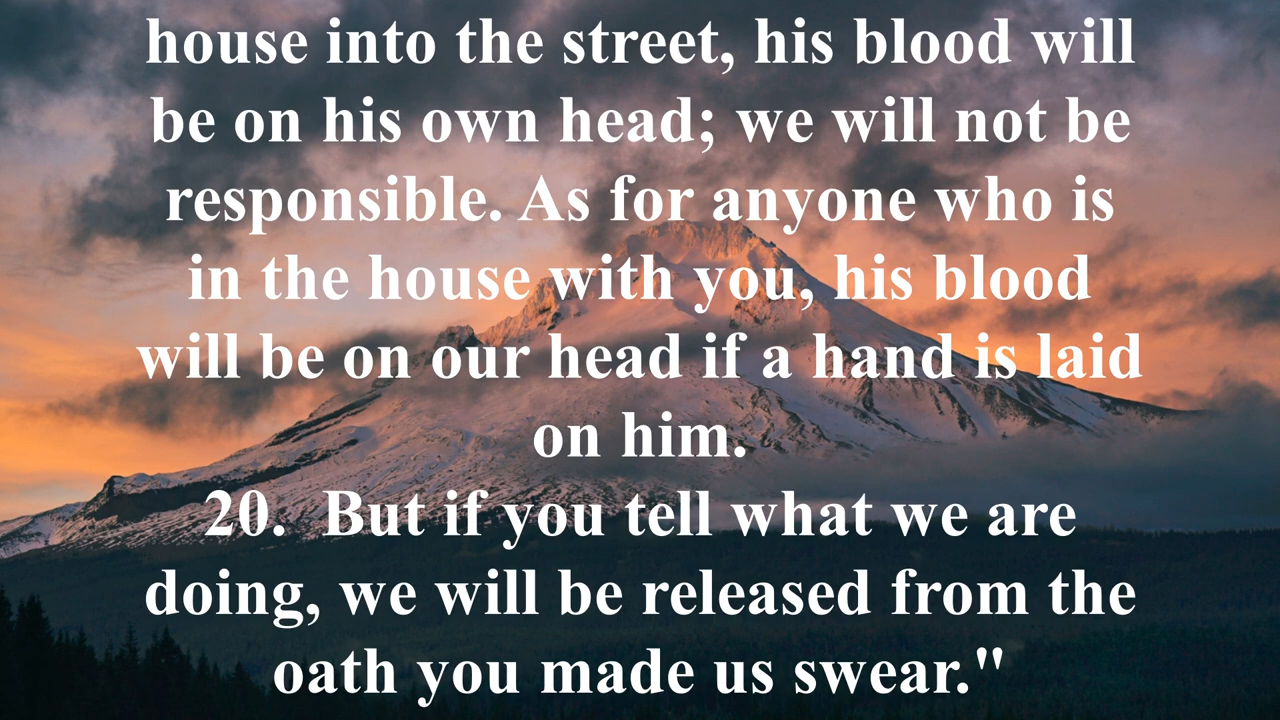 house into the street, his blood will
be on his own head; we will not be
responsible. As for anyone who is
in the house with you, his blood
will be on our head if a hand is laid
on him.
20.  But if you tell what we are
doing, we will be released from the
oath you made us swear."